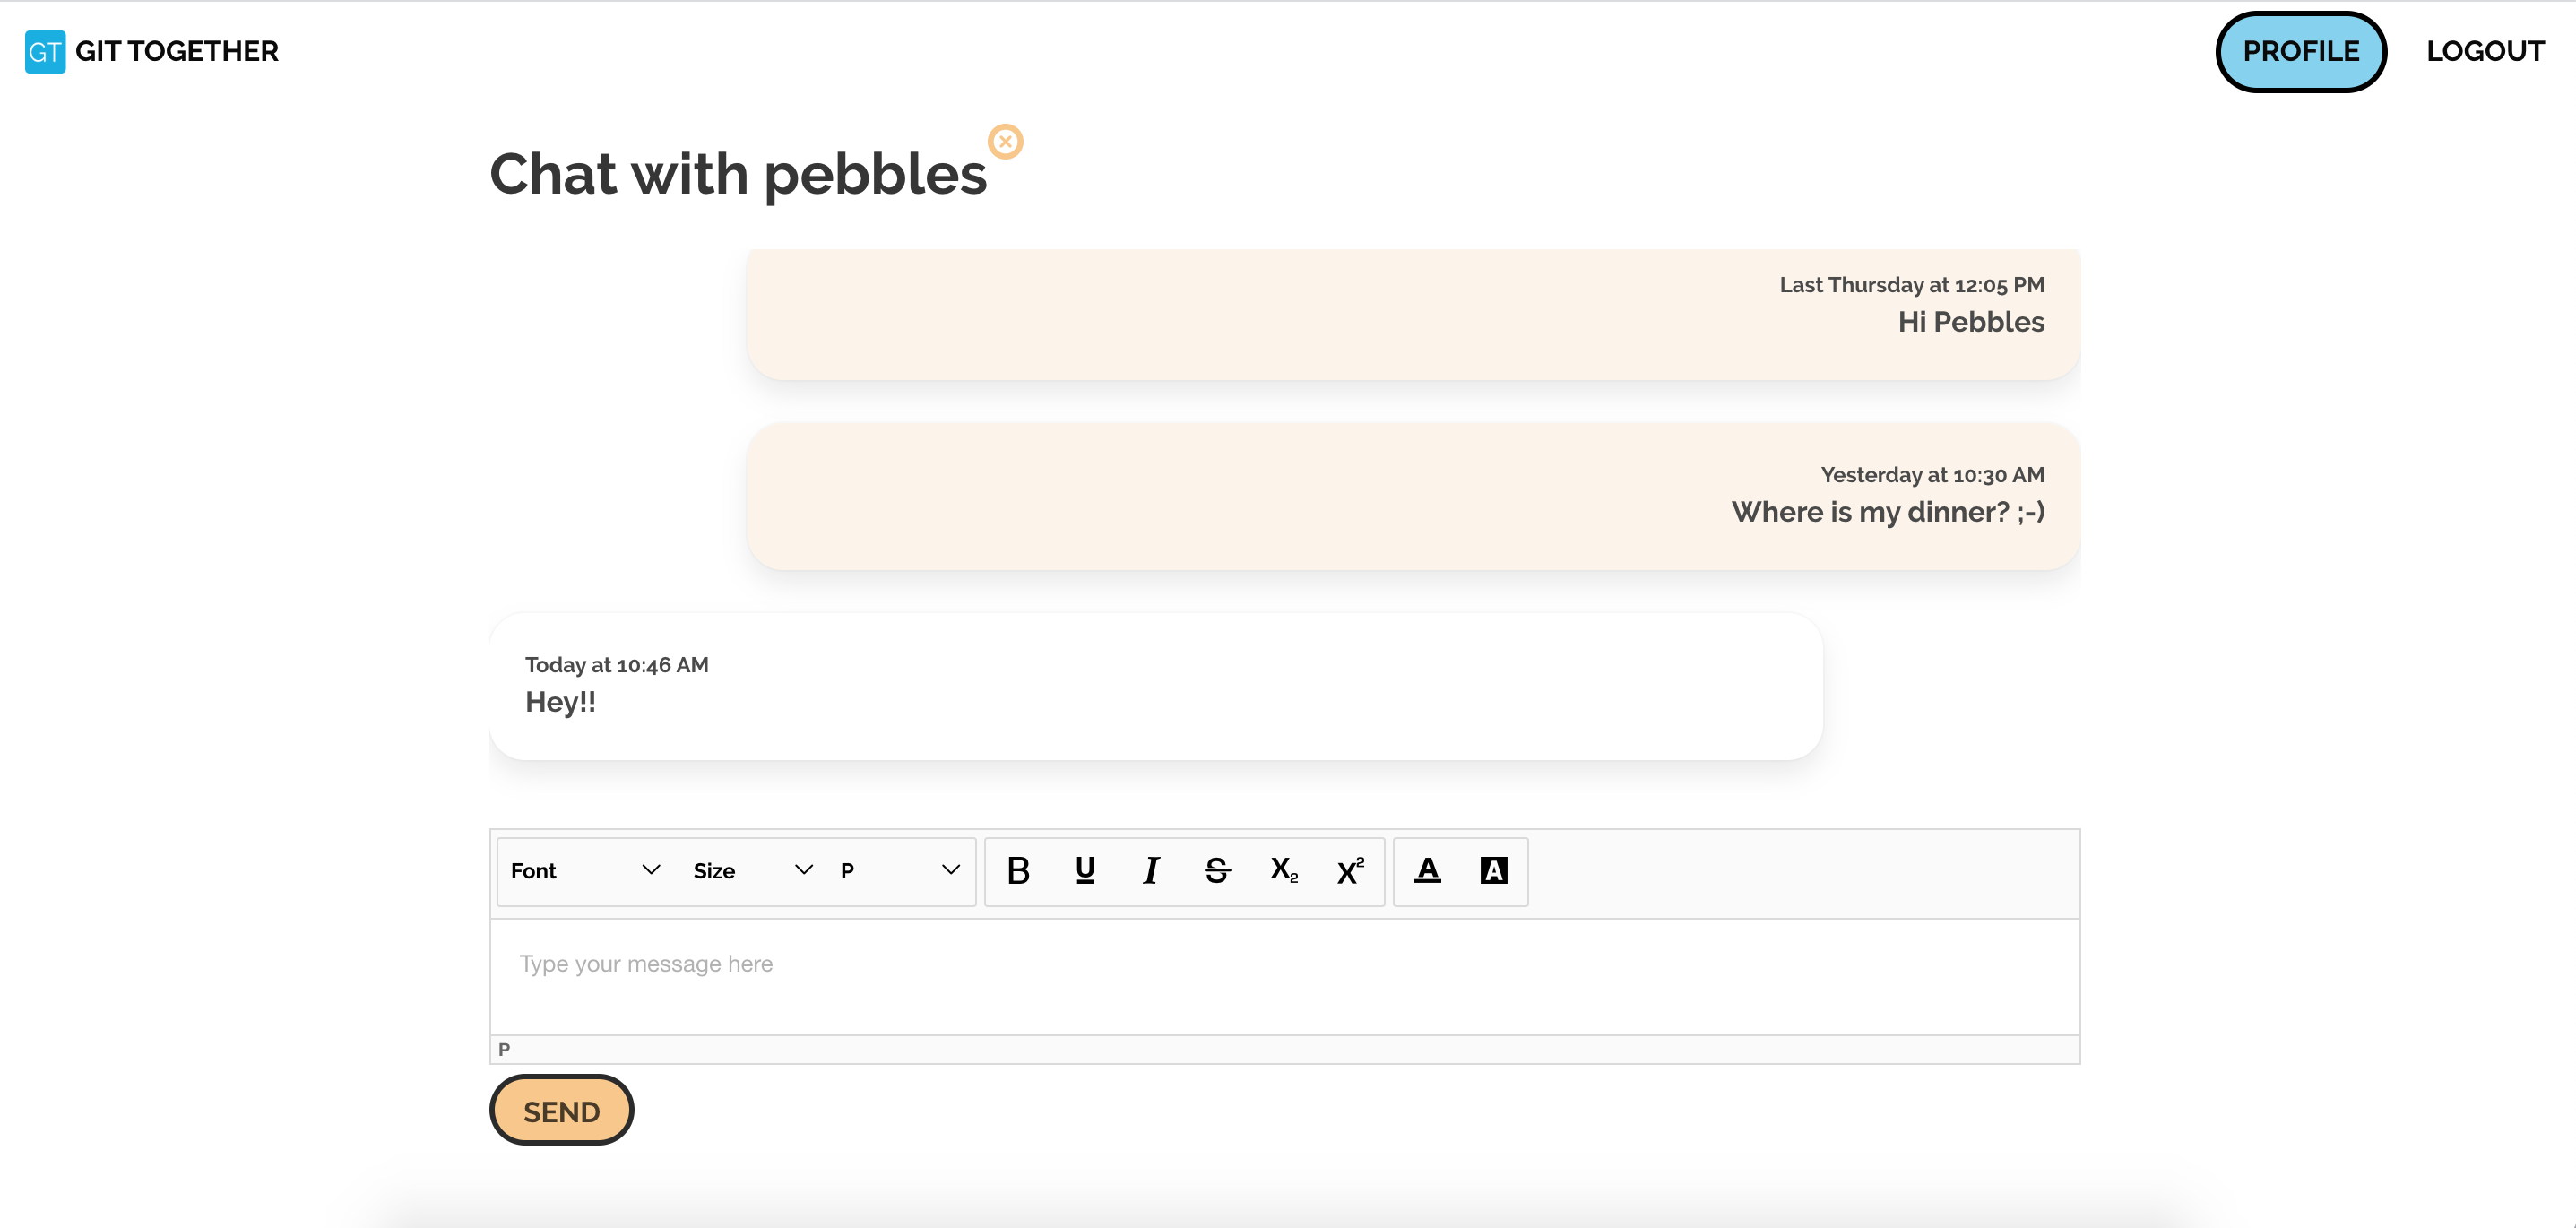 GT GIT TOGETHER
PROFILE
LOGOUT
Chat with pebbles
Last Thursday at 12:05 PM
Hi Pebbles
Yesterday at 10:30 AM
Where is my dinner? ;-)
Today at 10:46 AM
Hey!!
Font Size P B U I S X₂ X² A A
Type your message here
P
SEND